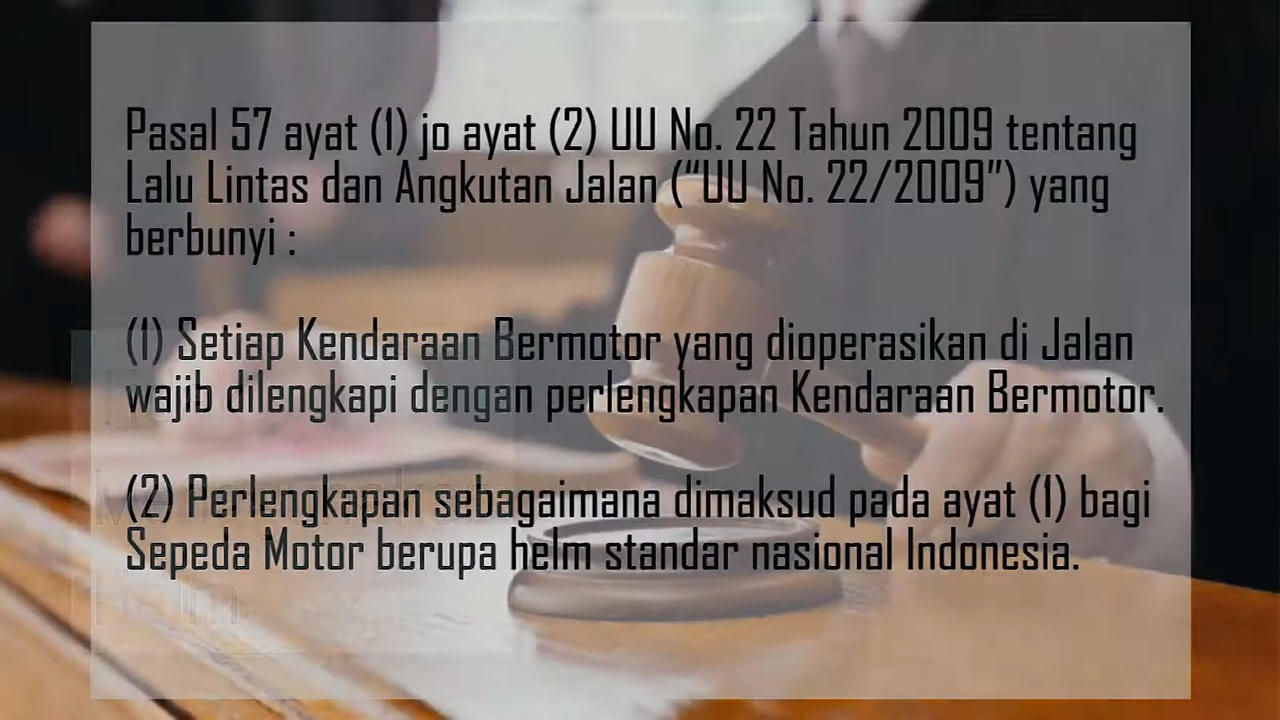 Pasal 57 ayat (1) jo ayat (2) UU No. 22 Tahun 2009 tentang
Lalu Lintas dan Angkutan Jalan (“UU No. 22/2009”) yang
berbunyi :
(1) Setiap Kendaraan Bermotor yang dioperasikan di Jalan
wajib dilengkapi dengan perlengkapan Kendaraan Bermotor.
(2) Perlengkapan sebagaimana dimaksud pada ayat (1) bagi
Sepeda Motor berupa helm standar nasional Indonesia.
Helm